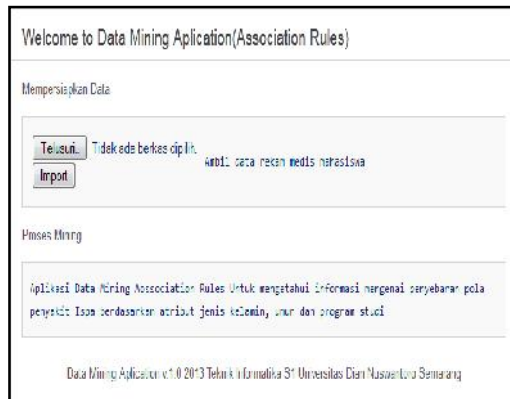 Welcome to Data Mining Aplication(Association Rules)
Mempersiapkan Data
Telusuri... Tidak ada berkas dipilih.
Ambil data rekam medis mahasiswa
Import
Proses Mining
Aplikasi Data Mining Asssociation Rules Untuk mengetahui informasi mengenai penyebaran pola
penyakit Ispa berdasarkan atribut jenis kelamin, umur dan program studi
Data Mining Aplication v.1.0 2013 Teknik Informatika S1 Universitas Dian Nuswantoro Semarang